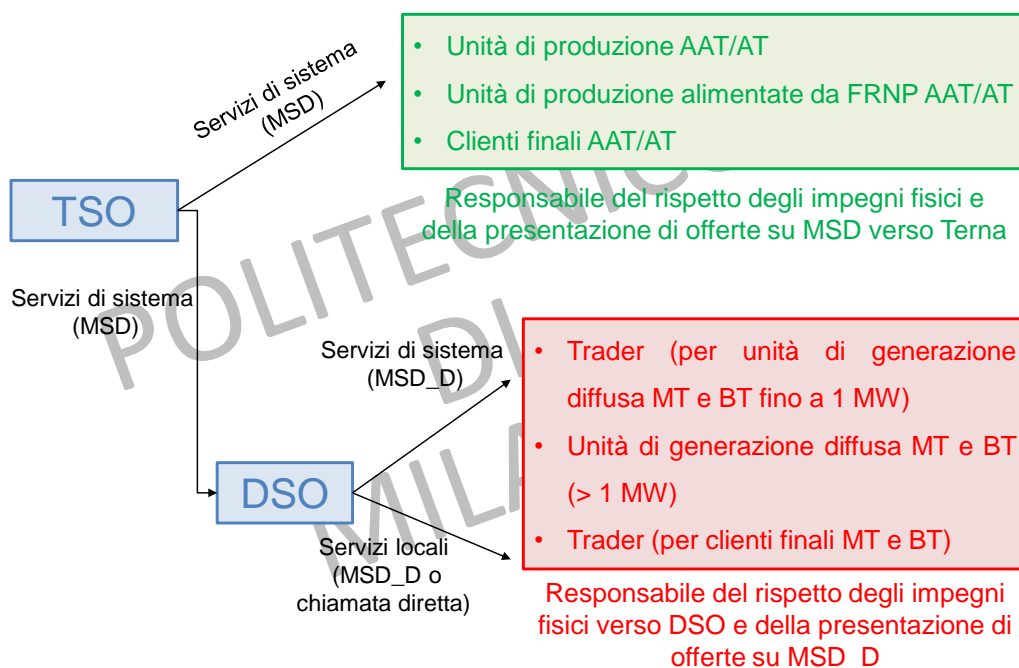 Servizi di sistema
(MSD)
• Unità di produzione AAT/AT
• Unità di produzione alimentate da FRNP AAT/AT
• Clienti finali AAT/AT
TSO
Responsabile del rispetto degli impegni fisici e
della presentazione di offerte su MSD verso Terna
Servizi di sistema
(MSD)
POLITECNICO
DI
MILA
Servizi di sistema
(MSD_D)
• Trader (per unità di generazione
diffusa MT e BT fino a 1 MW)
• Unità di generazione diffusa MT e BT
(> 1 MW)
• Trader (per clienti finali MT e BT)
DSO
Servizi locali
(MSD_D o
chiamata diretta)
Responsabile del rispetto degli impegni
fisici verso DSO e della presentazione di
offerte su MSD_D